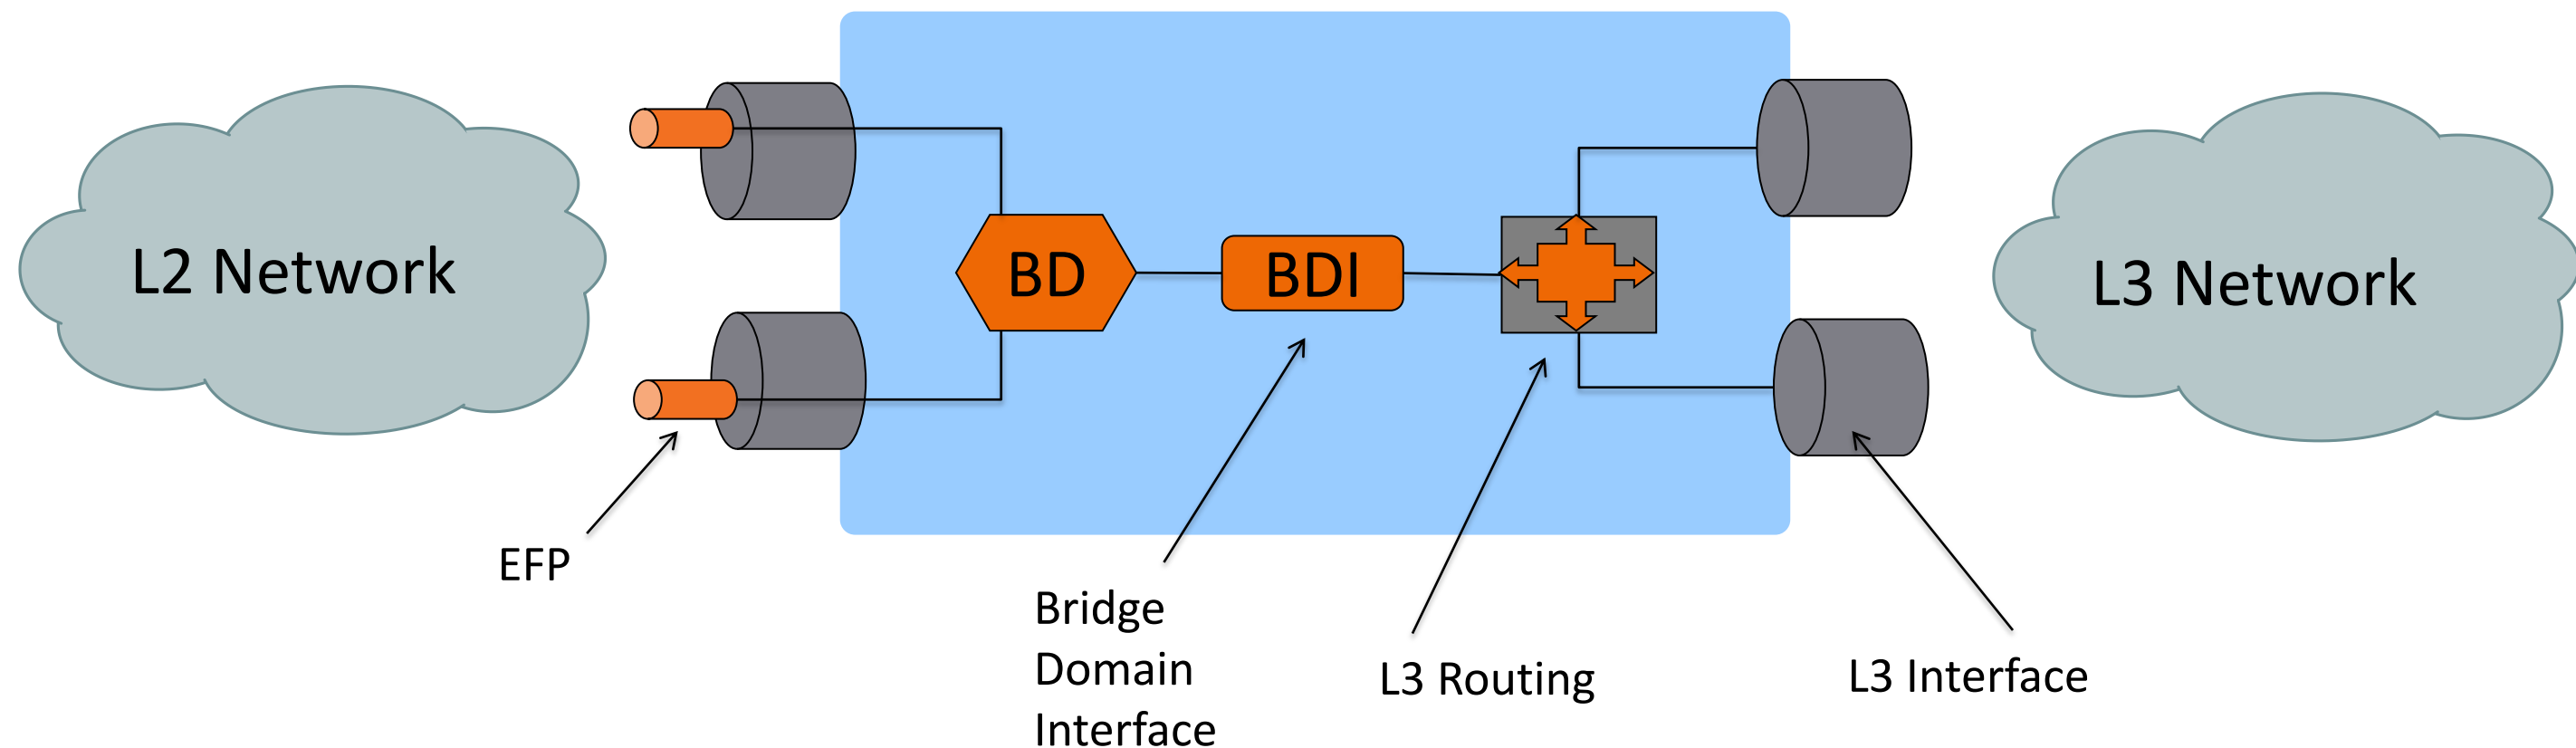 L2 Network
BD
BDI
L3 Network
EFP
Bridge
Domain
Interface
L3 Routing
L3 Interface